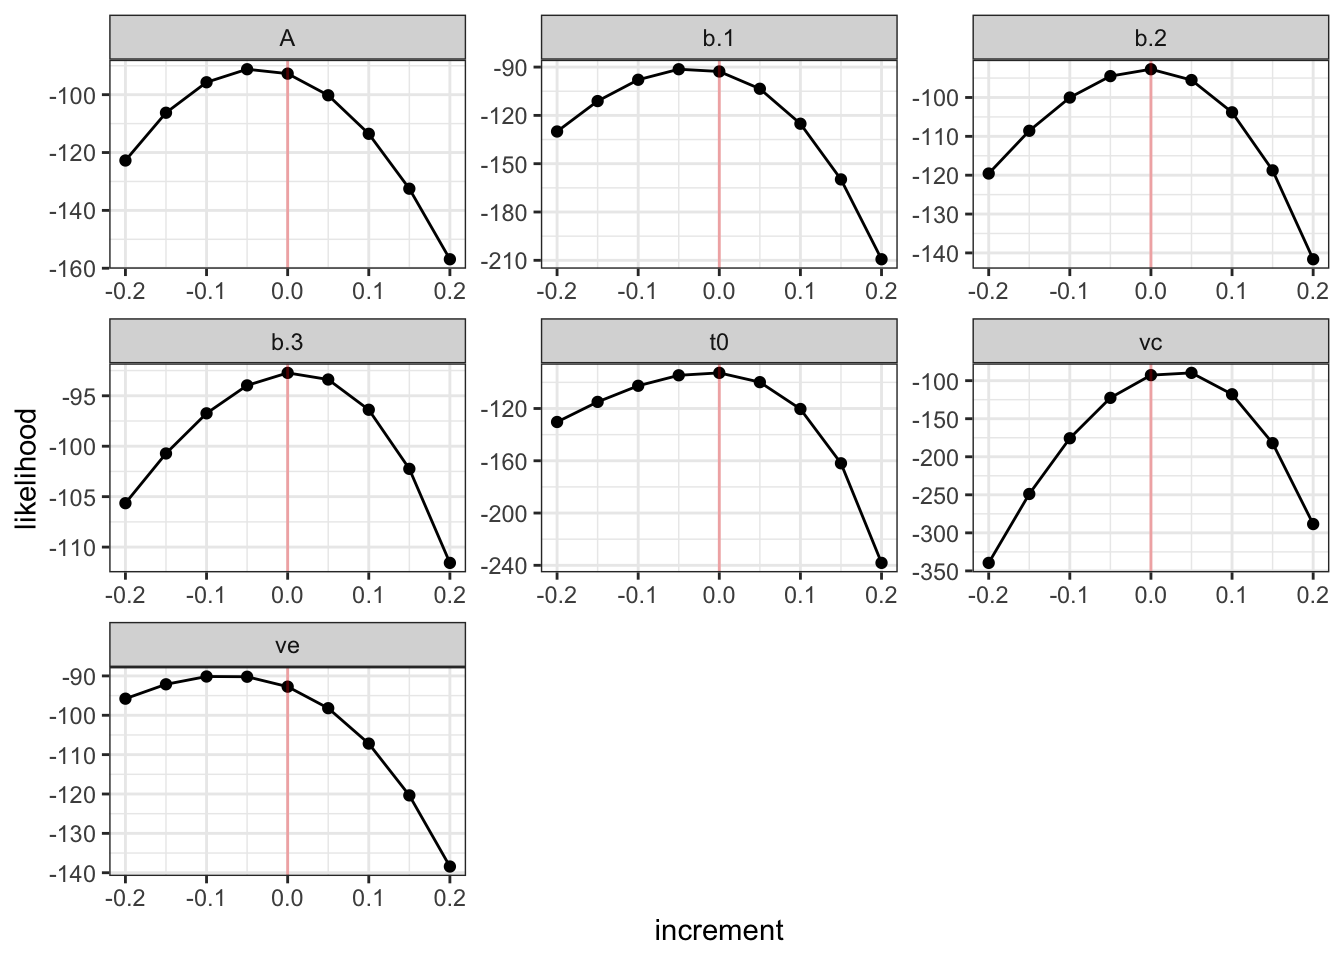 A b.1 b.2
-100 -120 -140 -160
-90 -120 -150 -180 -210
-100 -110 -120 -130 -140
-0.2 -0.1 0.0 0.1 0.2 -0.2 -0.1 0.0 0.1 0.2 -0.2 -0.1 0.0 0.1 0.2
b.3 t0 vc
-95 -100 -105 -110
-120 -160 -200 -240
-100 -150 -200 -250 -300 -350
-0.2 -0.1 0.0 0.1 0.2 -0.2 -0.1 0.0 0.1 0.2 -0.2 -0.1 0.0 0.1 0.2
ve
-90 -100 -110 -120 -130 -140
-0.2 -0.1 0.0 0.1 0.2
likelihood
increment